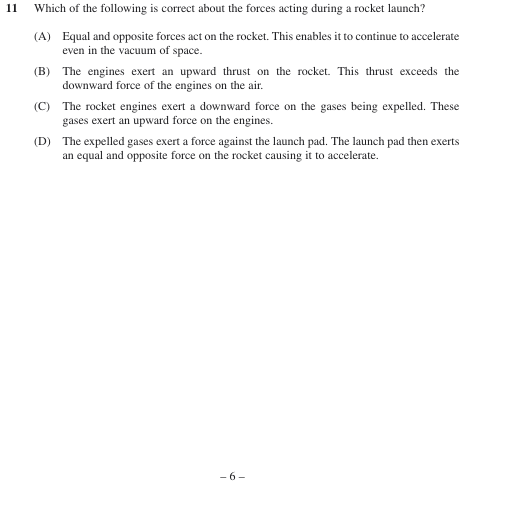 11 Which of the following is correct about the forces acting during a rocket launch?
(A) Equal and opposite forces act on the rocket. This enables it to continue to accelerate
even in the vacuum of space.
(B) The engines exert an upward thrust on the rocket. This thrust exceeds the
downward force of the engines on the air.
(C) The rocket engines exert a downward force on the gases being expelled. These
gases exert an upward force on the engines.
(D) The expelled gases exert a force against the launch pad. The launch pad then exerts
an equal and opposite force on the rocket causing it to accelerate.
– 6 –